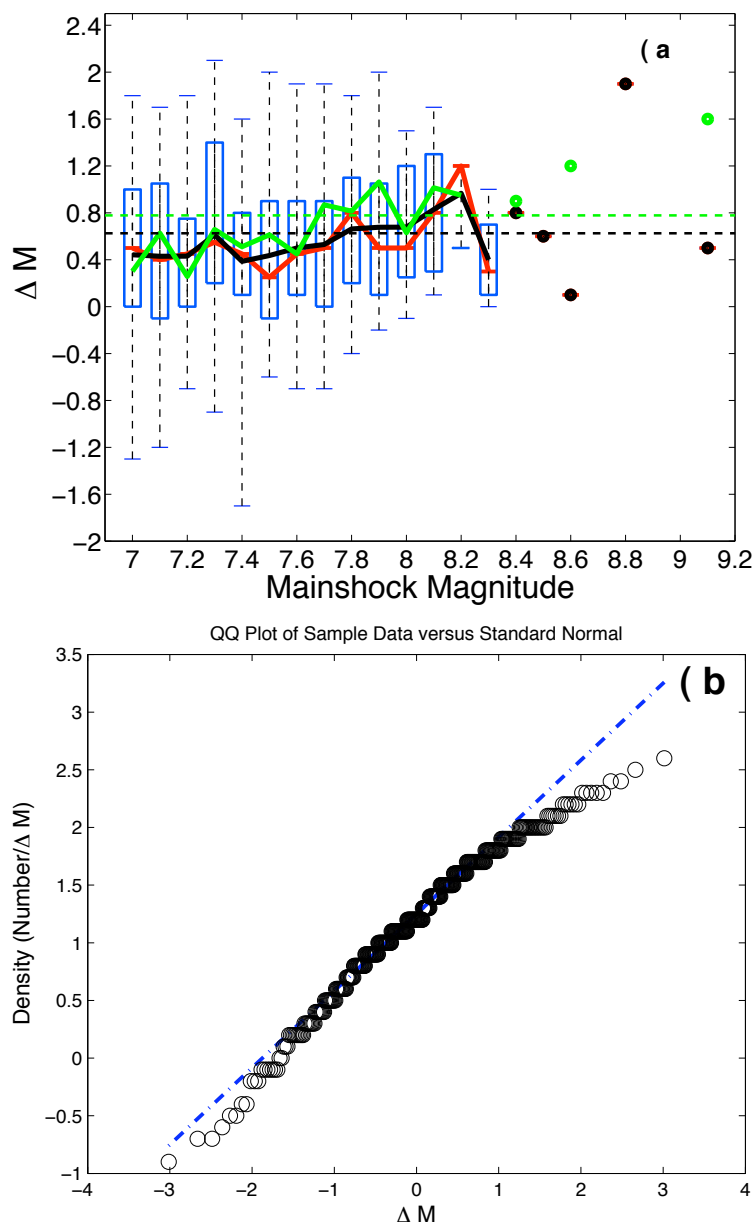 2.4
2
1.6
1.2
0.8
0.4
0
−0.4
−0.8
−1.2
−1.6
−2
Δ M
( a
7 7.2 7.4 7.6 7.8 8 8.2 8.4 8.6 8.8 9 9.2
Mainshock Magnitude
QQ Plot of Sample Data versus Standard Normal
3.5
3
2.5
2
1.5
1
0.5
0
−0.5
−1
Density (Number/Δ M)
( b
−4 −3 −2 −1 0 1 2 3 4
Δ M